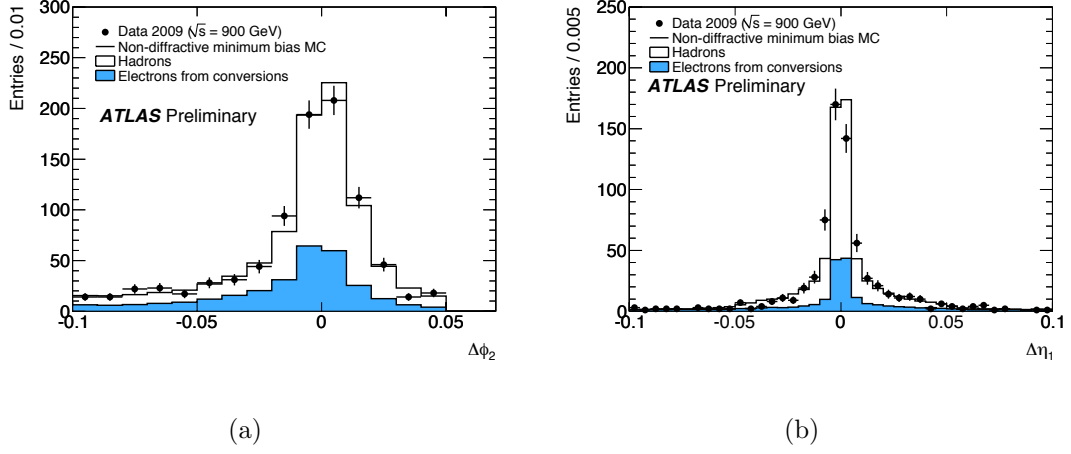 Entries / 0.01
300
250
200
150
100
50
0
-0.1
-0.05
0
0.05
Δϕ₂
Data 2009 (√s = 900 GeV)
Non-diffractive minimum bias MC
Hadrons
Electrons from conversions
ATLAS Preliminary
(a)
Entries / 0.005
250
200
150
100
50
0
-0.1
-0.05
0
0.05
0.1
Δη₁
Data 2009 (√s = 900 GeV)
Non-diffractive minimum bias MC
Hadrons
Electrons from conversions
ATLAS Preliminary
(b)